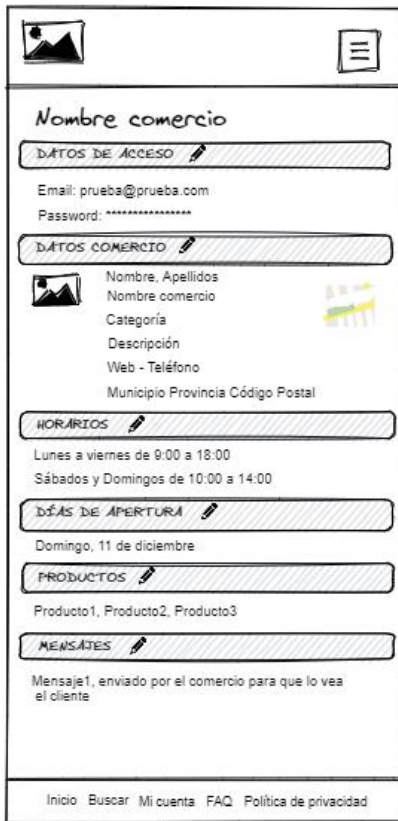 Nombre comercio
DATOS DE ACCESO
Email: prueba@prueba.com
Password: ****************
DATOS COMERCIO
Nombre, Apellidos
Nombre comercio
Categoría
Descripción
Web - Teléfono
Municipio Provincia Código Postal
HORARIOS
Lunes a viernes de 9:00 a 18:00
Sábados y Domingos de 10:00 a 14:00
DÍAS DE APERTURA
Domingo, 11 de diciembre
PRODUCTOS
Producto1, Producto2, Producto3
MENSAJES
Mensaje1, enviado por el comercio para que lo vea
el cliente
Inicio Buscar Mi cuenta FAQ Política de privacidad